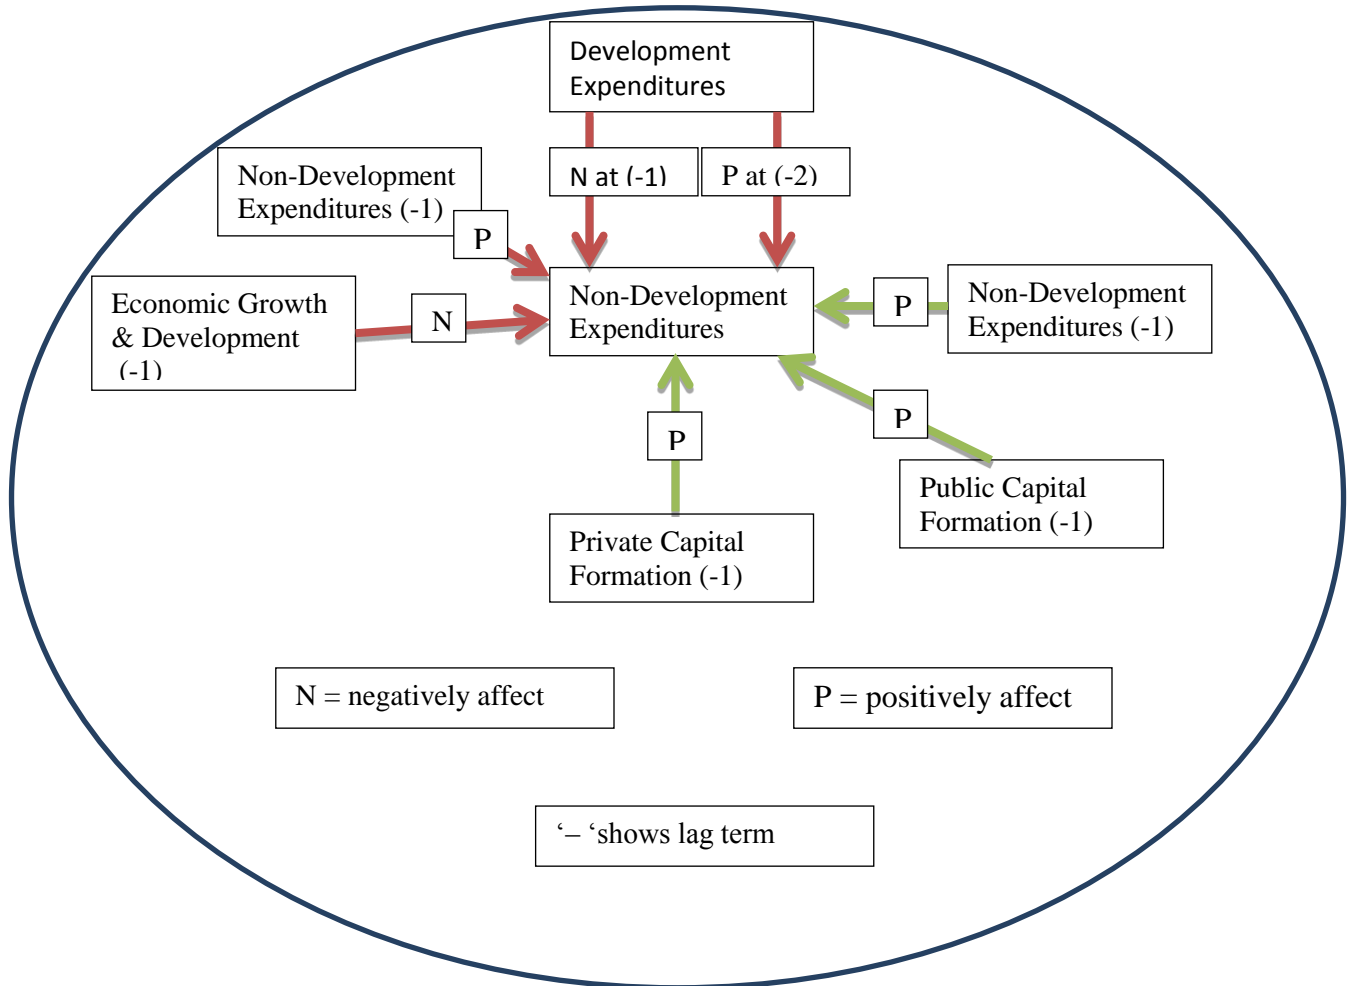 Development
Expenditures
N at (-1)
P at (-2)
Non-Development
Expenditures (-1)
P
Economic Growth
& Development
(-1)
N
Non-Development
Expenditures
P
Non-Development
Expenditures (-1)
P
P
Public Capital
Formation (-1)
Private Capital
Formation (-1)
N = negatively affect
P = positively affect
‘– ‘shows lag term